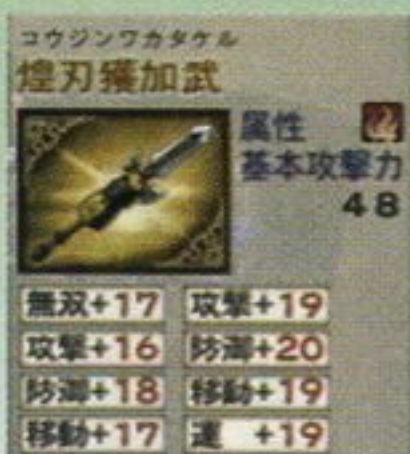 コウジンワカタケル
煌刃獲加武
属性
基本攻撃力
48
無双+17 攻撃+19
攻撃+16 防御+20
防御+18 移動+19
移動+17 運 +19